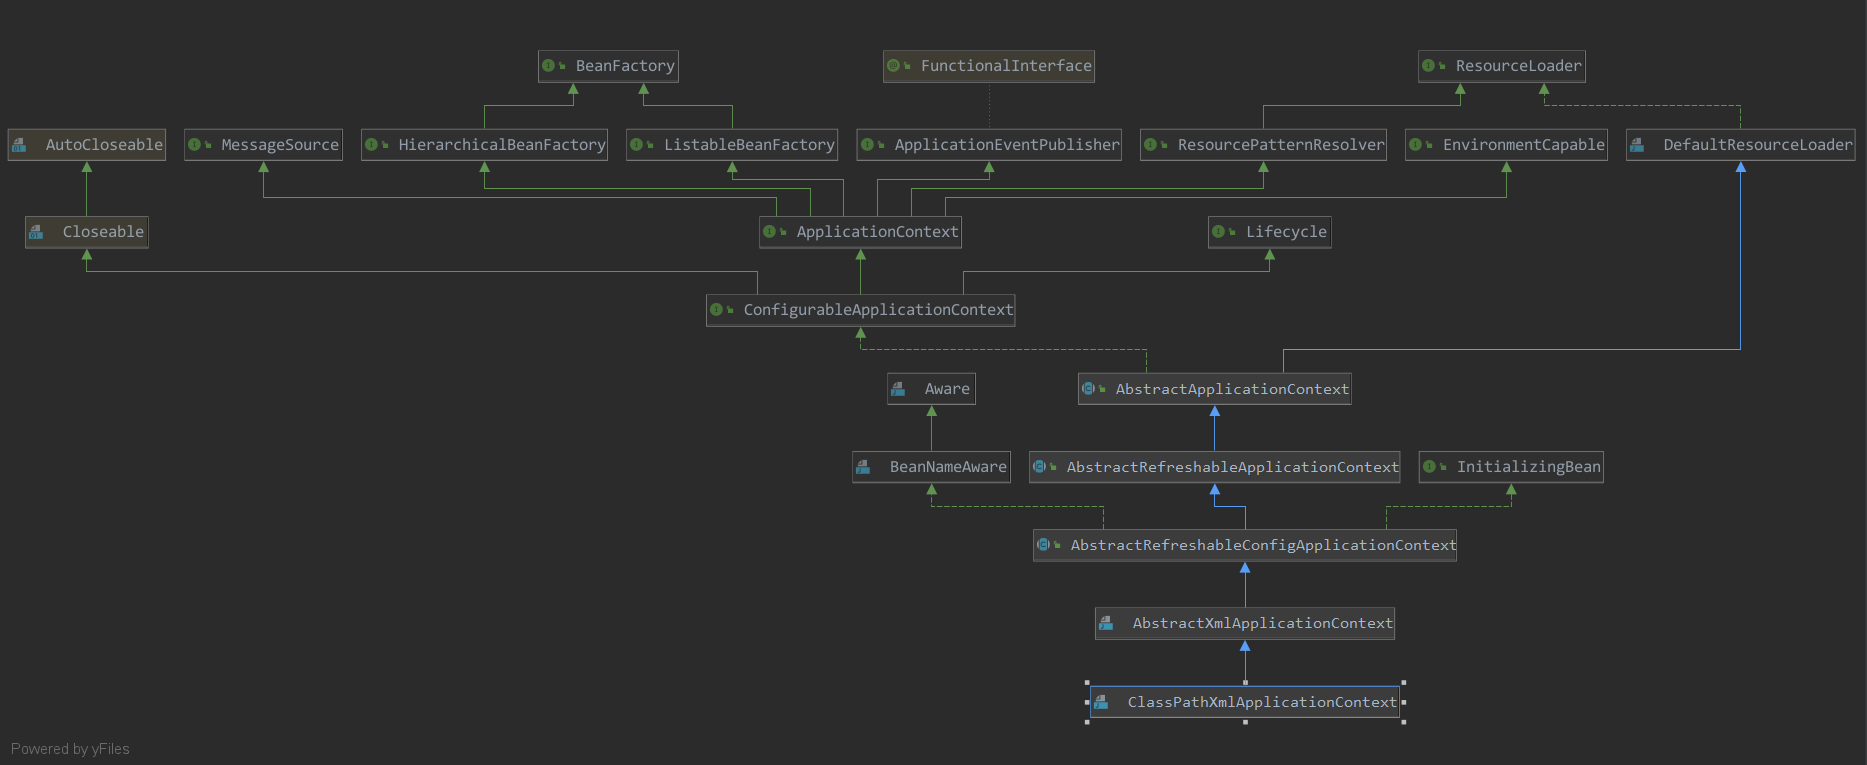 BeanFactory
FunctionalInterface
ResourceLoader
AutoCloseable
MessageSource
HierarchicalBeanFactory
ListableBeanFactory
ApplicationEventPublisher
ResourcePatternResolver
EnvironmentCapable
DefaultResourceLoader
Closeable
ApplicationContext
Lifecycle
ConfigurableApplicationContext
Aware
AbstractApplicationContext
BeanNameAware
AbstractRefreshableApplicationContext
InitializingBean
AbstractRefreshableConfigApplicationContext
AbstractXmlApplicationContext
ClassPathXmlApplicationContext
Powered by yFiles